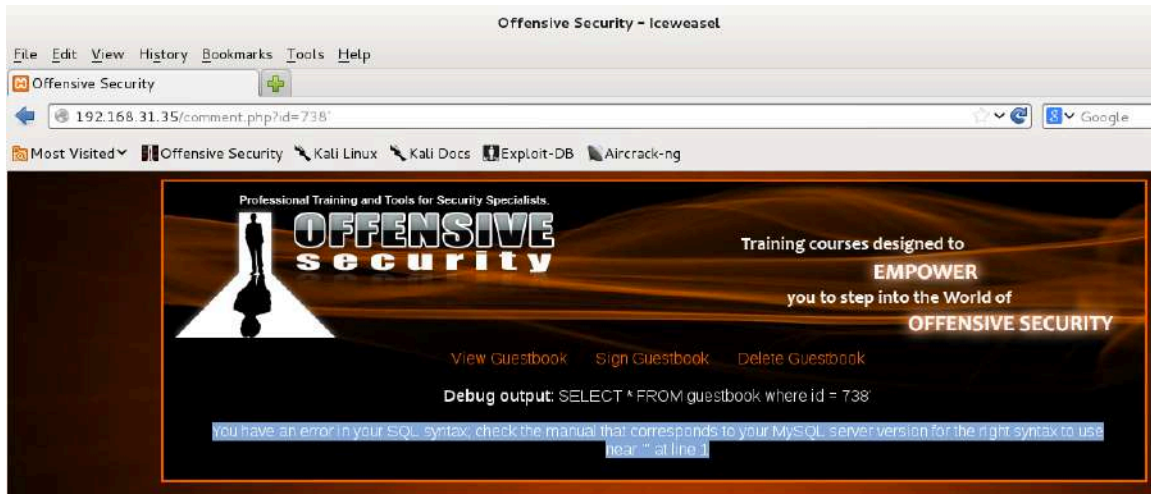 Offensive Security - Iceweasel
File Edit View History Bookmarks Tools Help
Offensive Security
192.168.31.35/comment.php?id=738'
Google
Most Visited Offensive Security Kali Linux Kali Docs Exploit-DB Aircrack-ng
Professional Training and Tools for Security Specialists.
OFFENSIVE
security
Training courses designed to
EMPOWER
you to step into the World of
OFFENSIVE SECURITY
View Guestbook Sign Guestbook Delete Guestbook
Debug output: SELECT * FROM guestbook where id = 738'
You have an error in your SQL syntax; check the manual that corresponds to your MySQL server version for the right syntax to use
near ''' at line 1